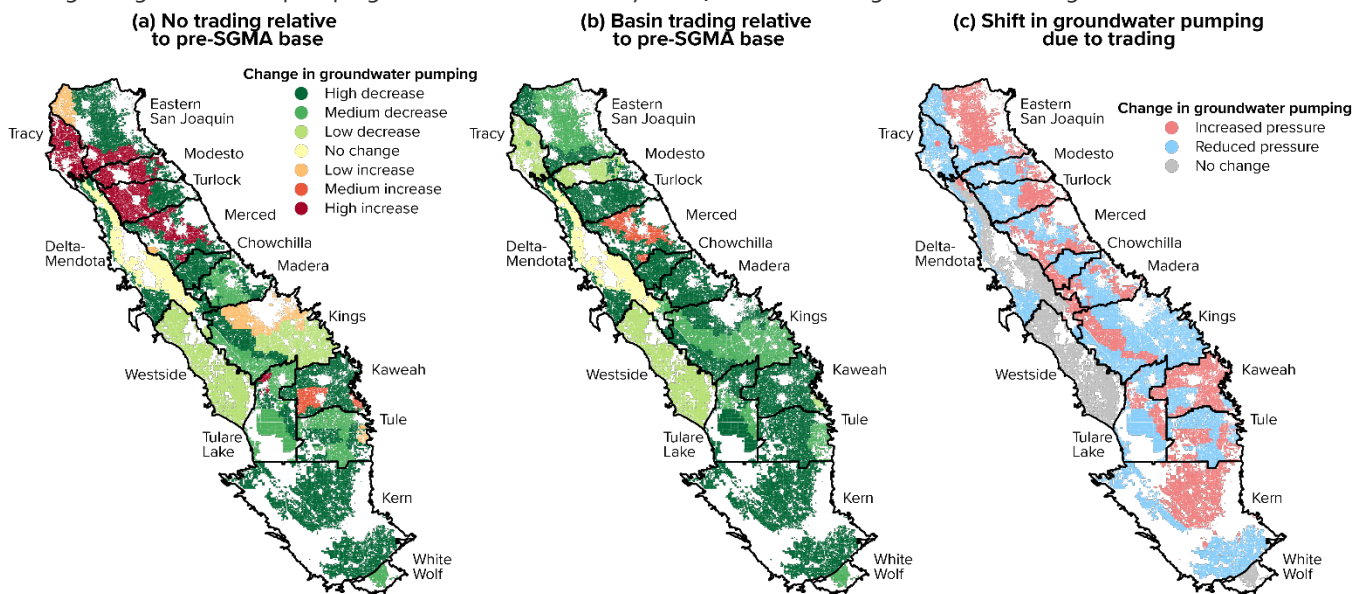 (a) No trading relative
to pre-SGMA base
Change in groundwater pumping
High decrease
Medium decrease
Low decrease
No change
Low increase
Medium increase
High increase
Eastern
San Joaquin
Tracy
Modesto
Turlock
Merced
Delta-
Mendota
Chowchilla
Madera
Kings
Westside
Kaweah
Tule
Tulare
Lake
Kern
White
Wolf
(b) Basin trading relative
to pre-SGMA base
Eastern
San Joaquin
Tracy
Modesto
Turlock
Merced
Delta-
Mendota
Chowchilla
Madera
Kings
Westside
Kaweah
Tule
Tulare
Lake
Kern
White
Wolf
(c) Shift in groundwater pumping
due to trading
Change in groundwater pumping
Increased pressure
Reduced pressure
No change
Eastern
San Joaquin
Tracy
Modesto
Turlock
Merced
Delta-
Mendota
Chowchilla
Madera
Kings
Westside
Kaweah
Tule
Tulare
Lake
Kern
White
Wolf